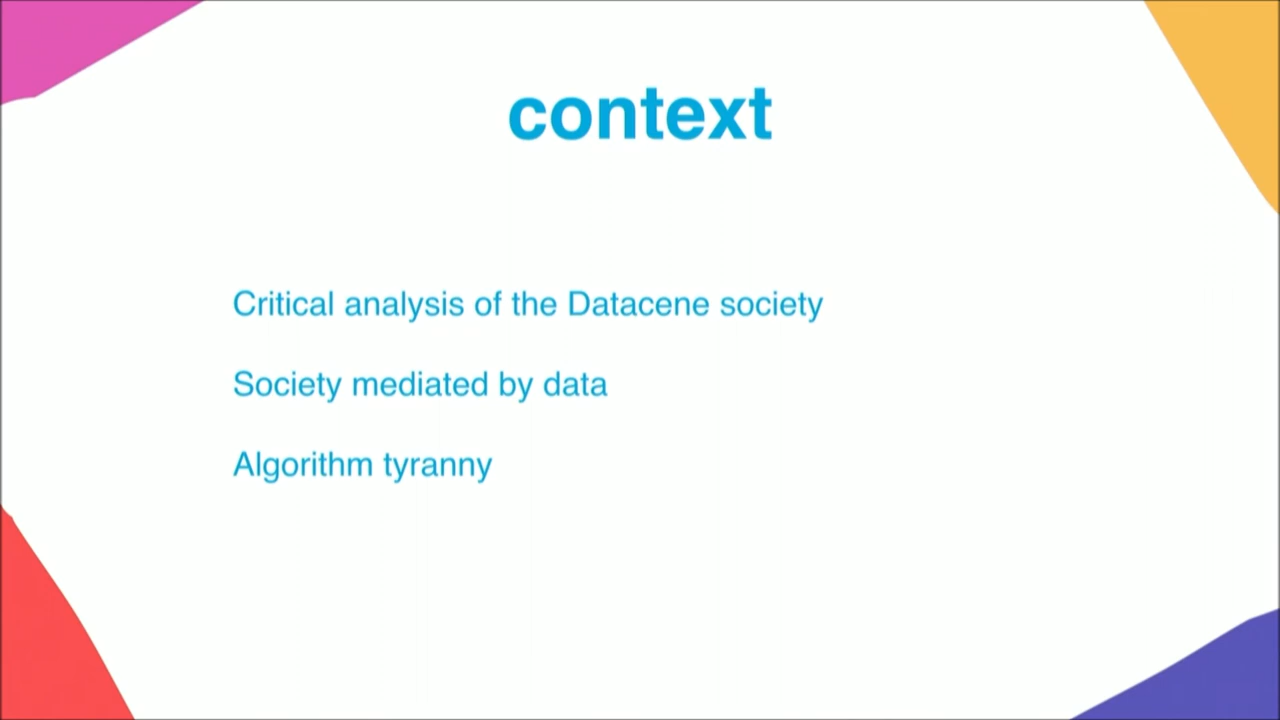 context
Critical analysis of the Datacene society
Society mediated by data
Algorithm tyranny